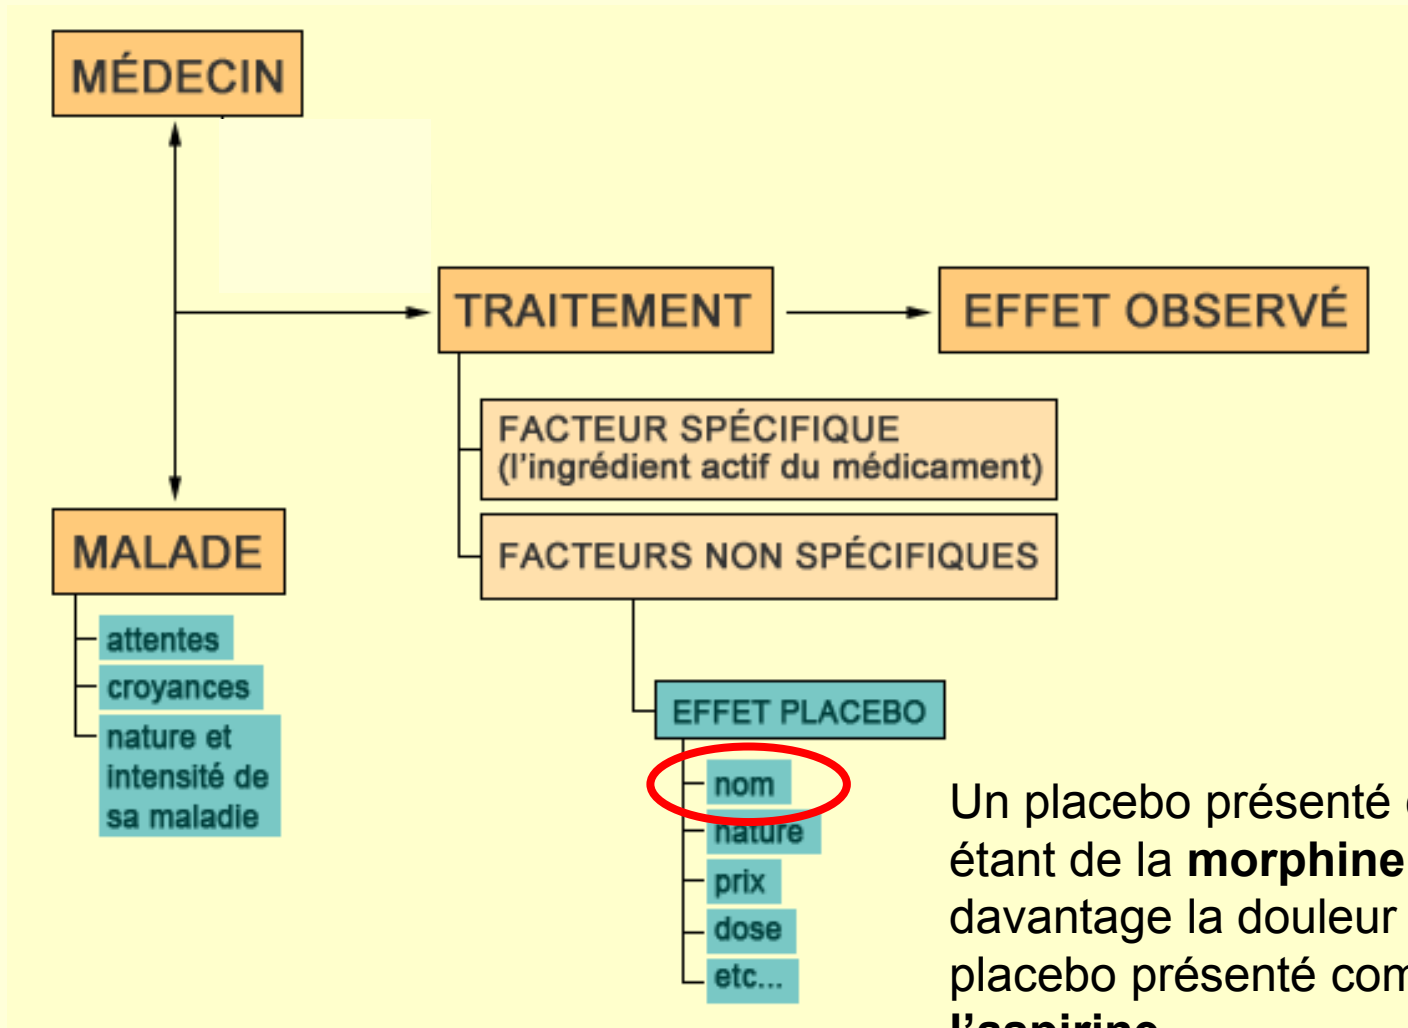 MÉDECIN
TRAITEMENT
EFFET OBSERVÉ
FACTEUR SPÉCIFIQUE
(l'ingrédient actif du médicament)
FACTEURS NON SPÉCIFIQUES
MALADE
attentes
croyances
nature et
intensité de
sa maladie
EFFET PLACEBO
nom
nature
prix
dose
etc...
Un placebo présenté
étant de la morphine
davantage la douleur
placebo présenté
l'aspirine